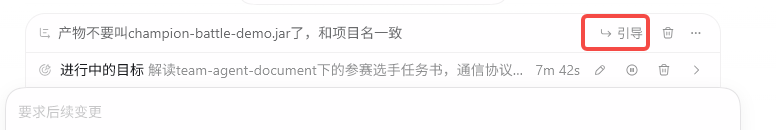 产物不要叫champion-battle-demo.jar了，和项目名一致 引导
进行中的目标 解读team-agent-document下的参赛选手任务书，通信协议... 7m 42s
要求后续变更